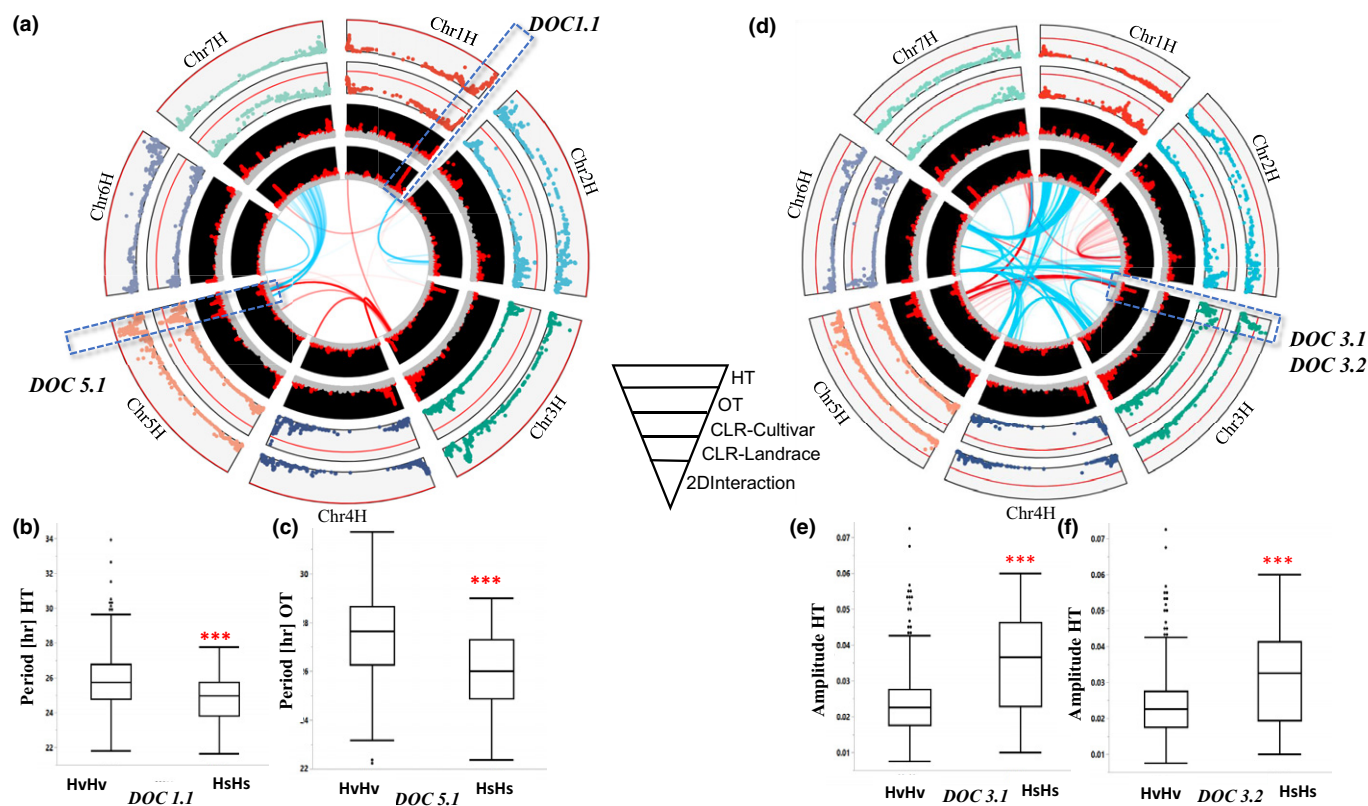 (a)
DOC1.1
Chr7H
Chr1H
Chr6H
Chr2H
DOC 5.1
Chr5H
Chr3H
Chr4H
(d)
Chr7H
Chr1H
Chr6H
Chr2H
DOC 3.1
DOC 3.2
Chr5H
Chr3H
Chr4H
HT
OT
CLR-Cultivar
CLR-Landrace
2DInteraction
(b)
Period [hr] HT
34
32
30
28
26
24
22
***
HvHv
HsHs
DOC 1.1
(c)
Period [hr] OT
30
22
***
HvHv
HsHs
DOC 5.1
(e)
Amplitude HT
0.07
0.06
0.05
0.04
0.03
0.02
0.01
***
HvHv
HsHs
DOC 3.1
(f)
Amplitude HT
0.07
0.06
0.05
0.04
0.03
0.02
0.01
***
HvHv
HsHs
DOC 3.2